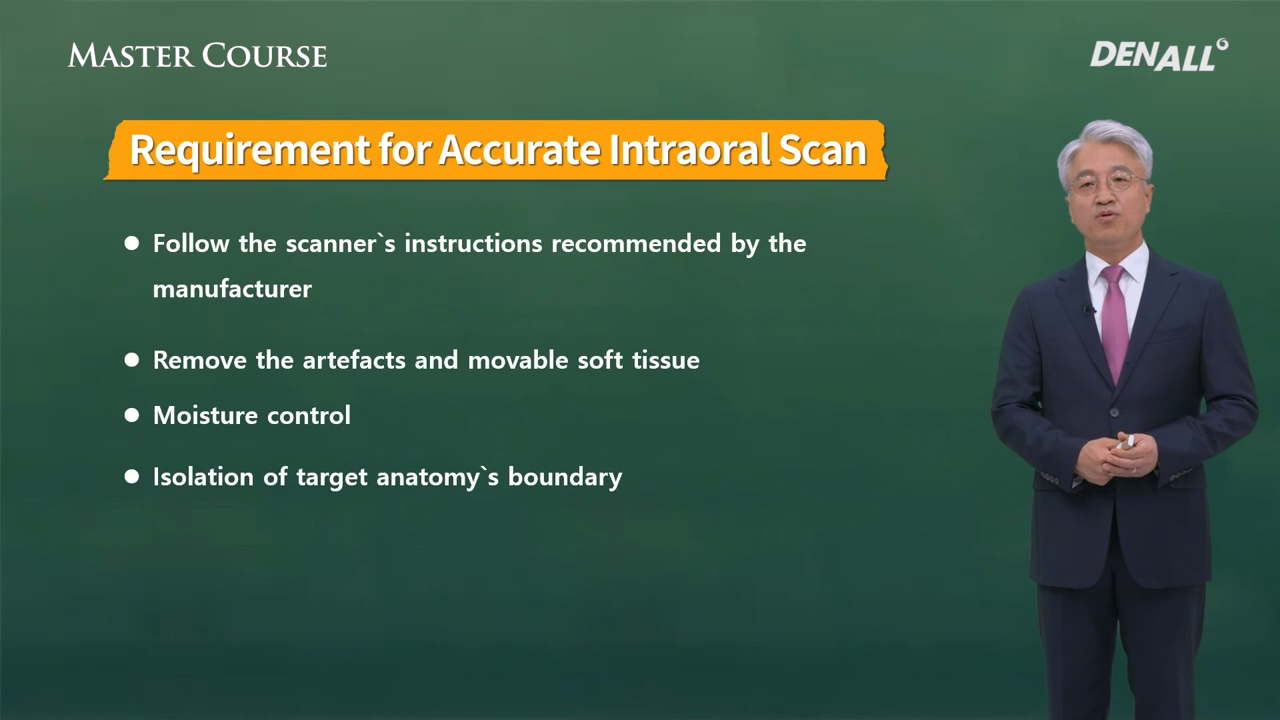 MASTER COURSE
DENALL
Requirement for Accurate Intraoral Scan
● Follow the scanner`s instructions recommended by the
manufacturer
● Remove the artefacts and movable soft tissue
● Moisture control
● Isolation of target anatomy`s boundary